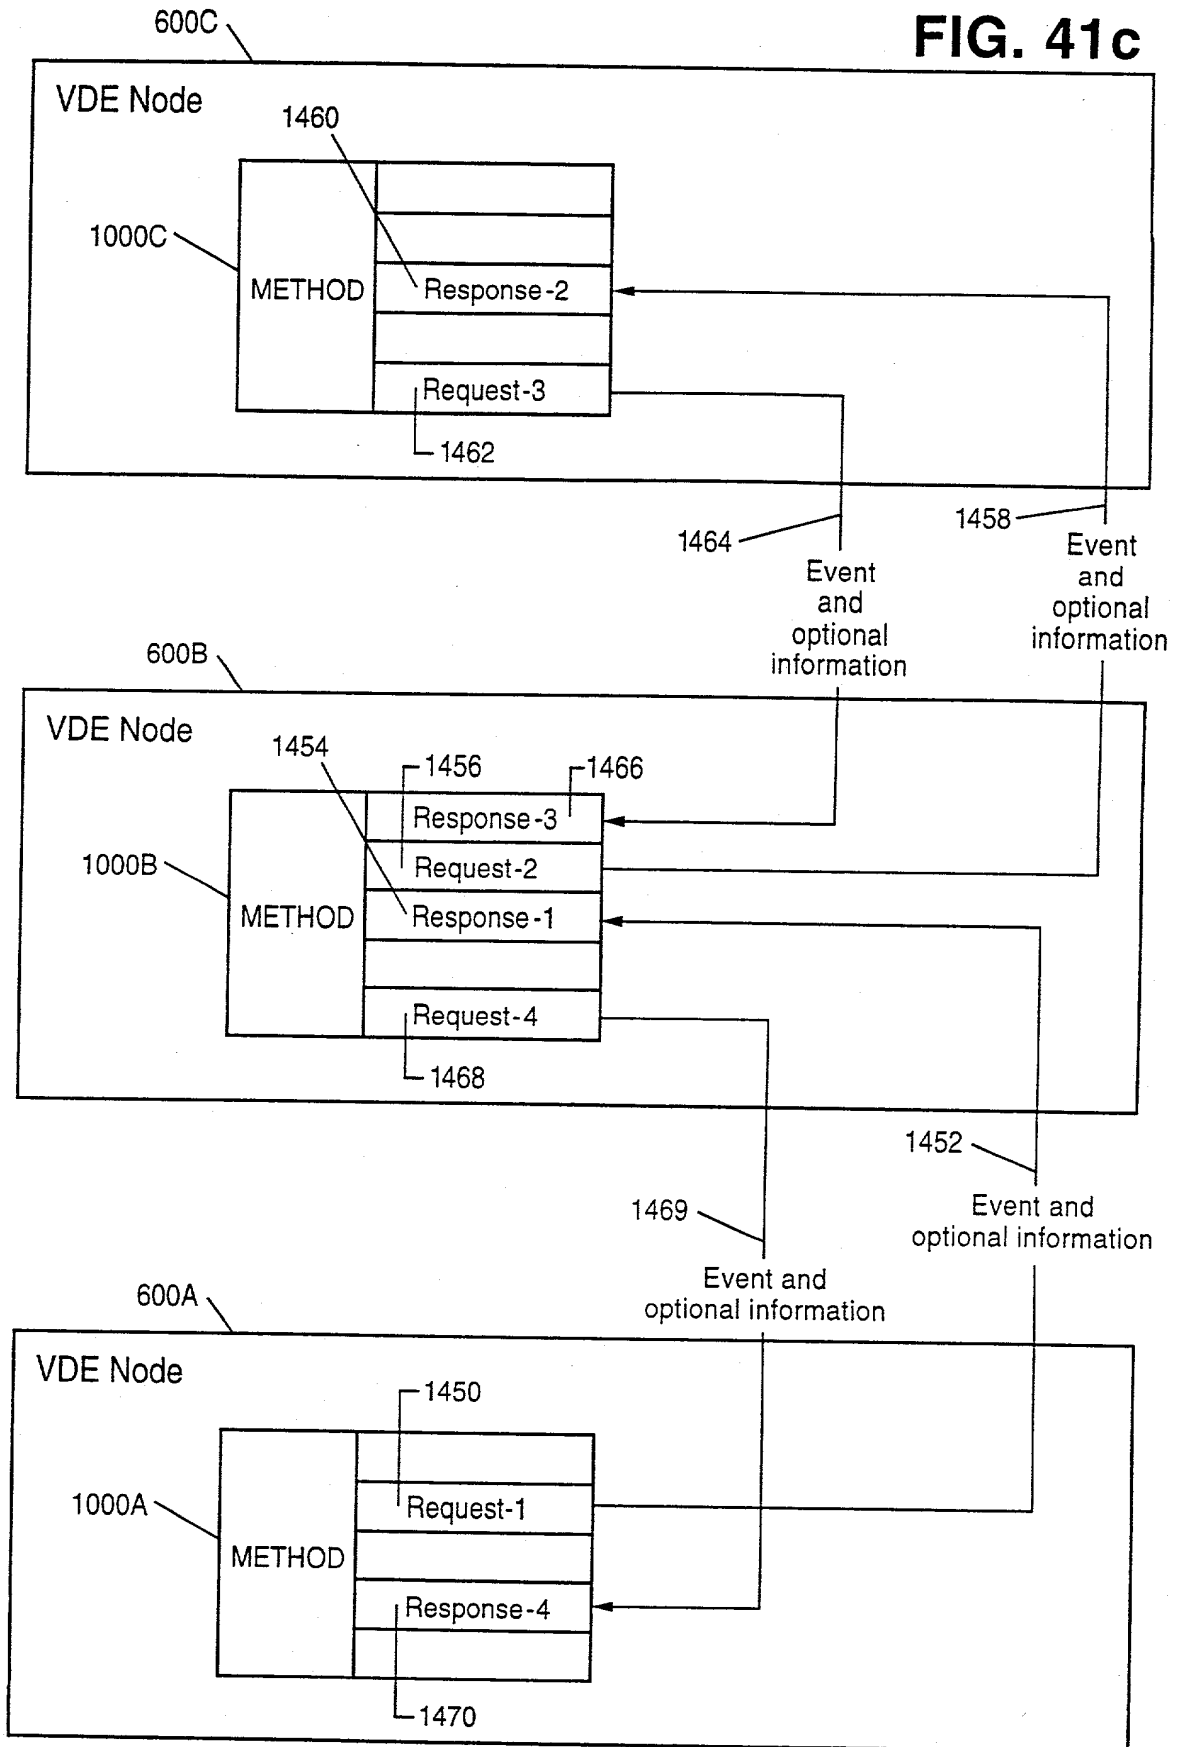 600C
FIG. 41c
VDE Node
1460
1000C
METHOD
Response-2
Request-3
1462
1464
1458
Event
and
optional
information
Event
and
optional
information
600B
VDE Node
1454
1456
1466
Response-3
1000B
Request-2
METHOD
Response-1
Request-4
1468
1452
Event and
optional information
1469
Event and
optional information
600A
VDE Node
1450
1000A
Request-1
METHOD
Response-4
1470